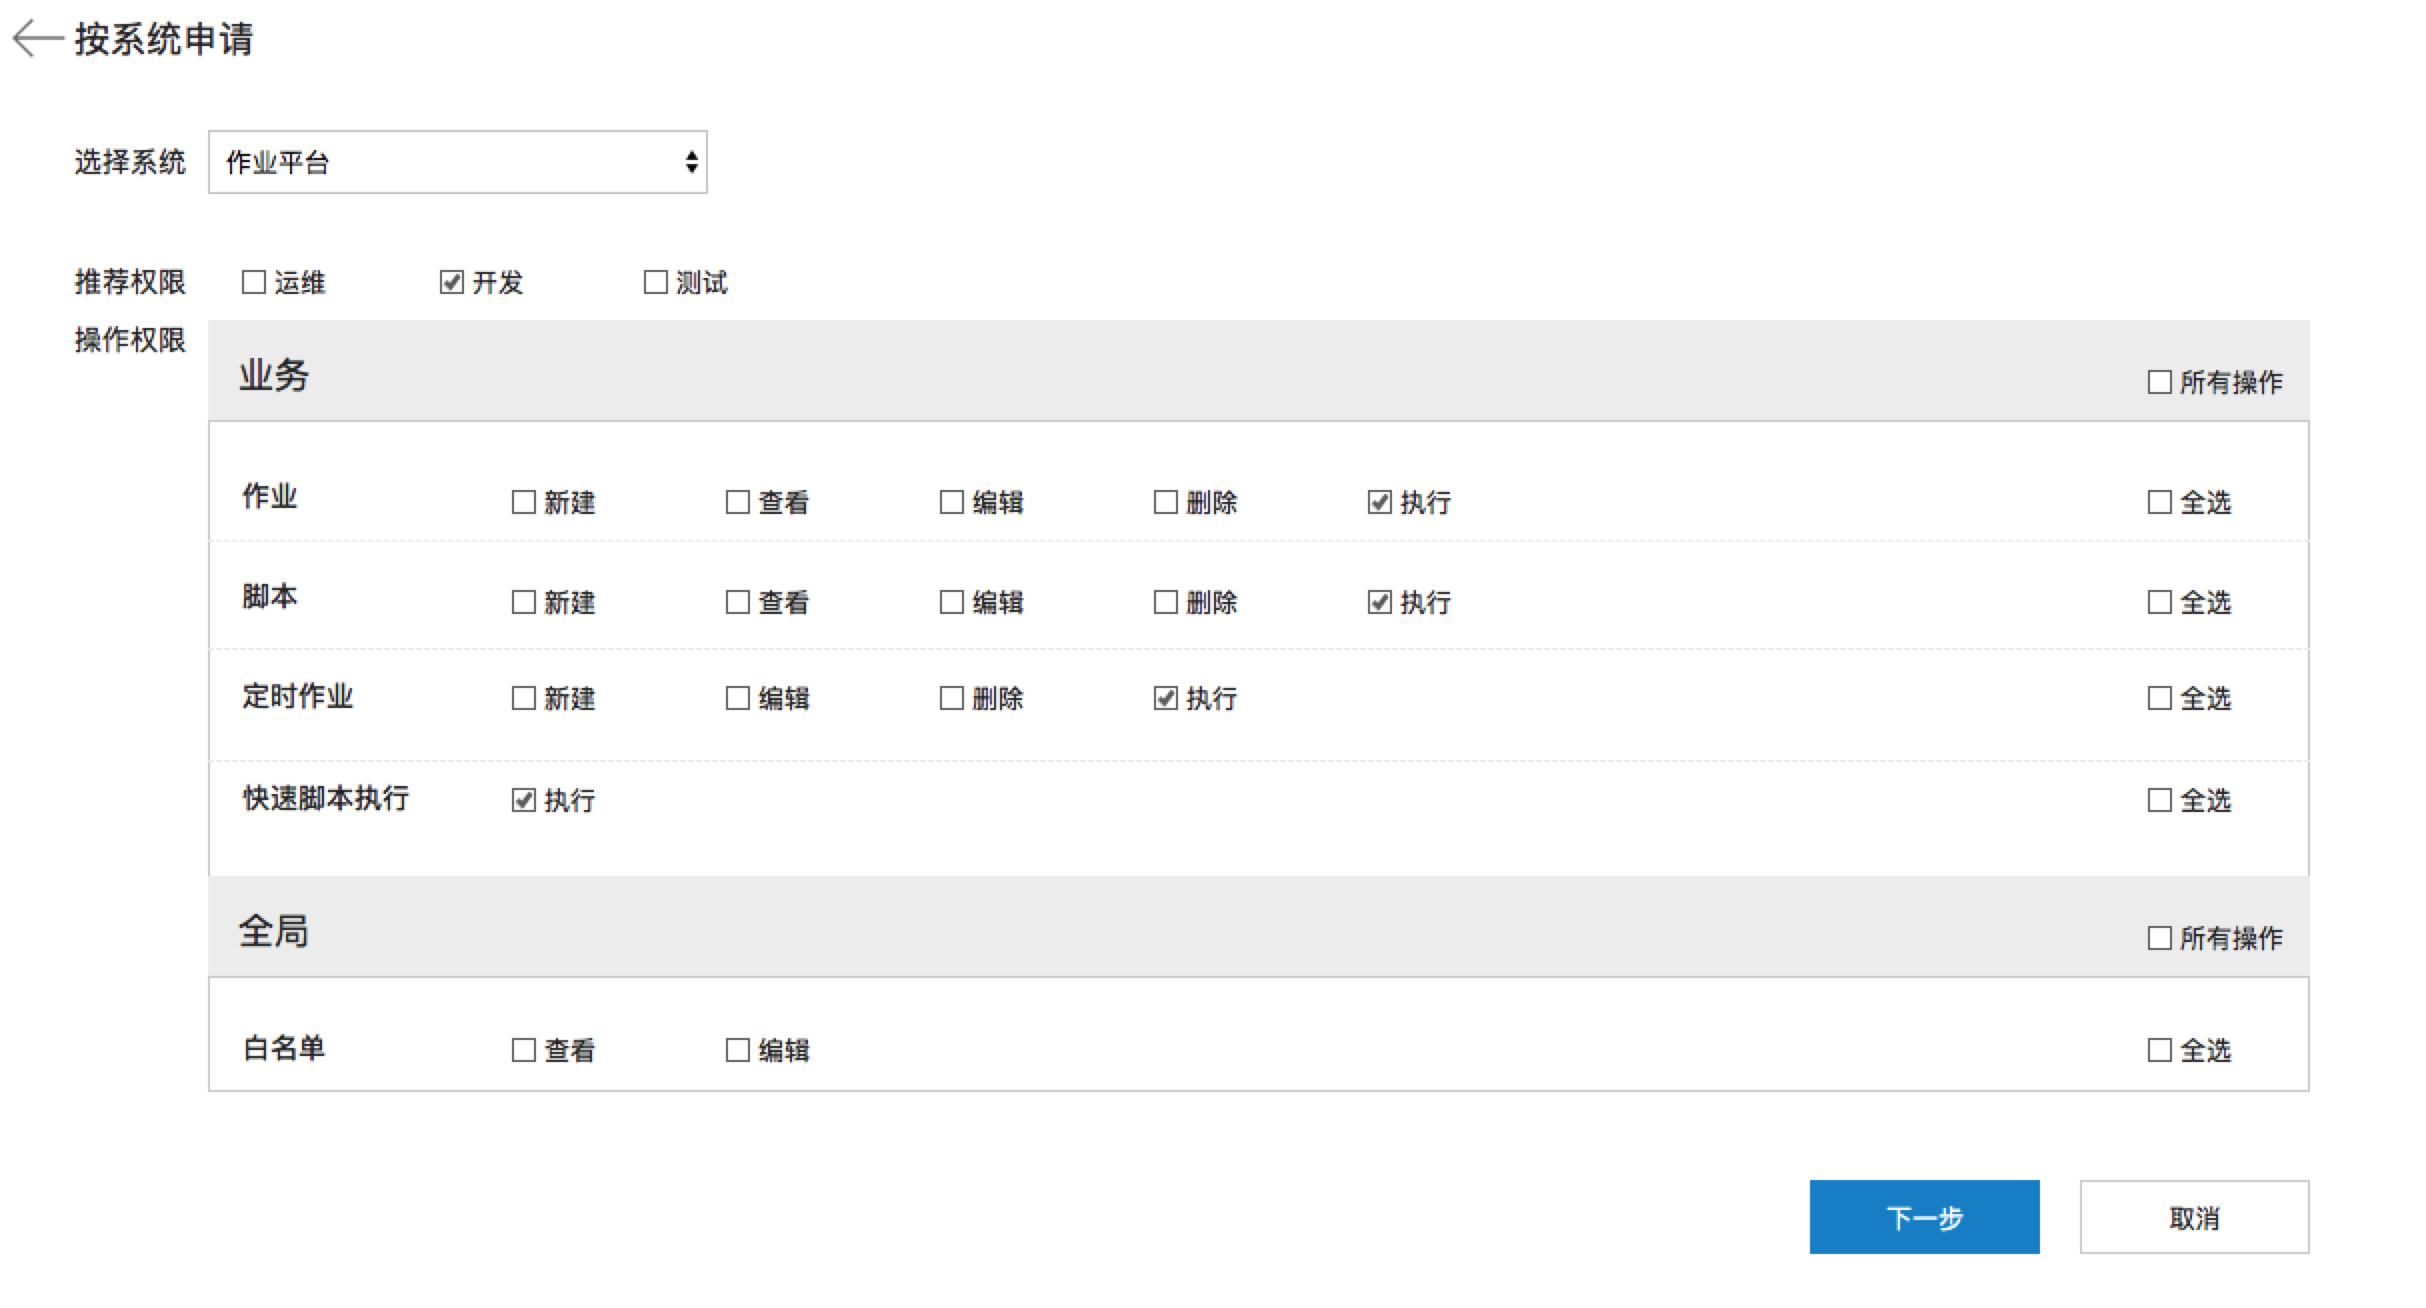 按系统申请
选择系统 作业平台
推荐权限 运维 开发 测试
操作权限
业务 所有操作
作业 新建 查看 编辑 删除 执行 全选
脚本 新建 查看 编辑 删除 执行 全选
定时作业 新建 编辑 删除 执行 全选
快速脚本执行 执行 全选
全局 所有操作
白名单 查看 编辑 全选
下一步 取消